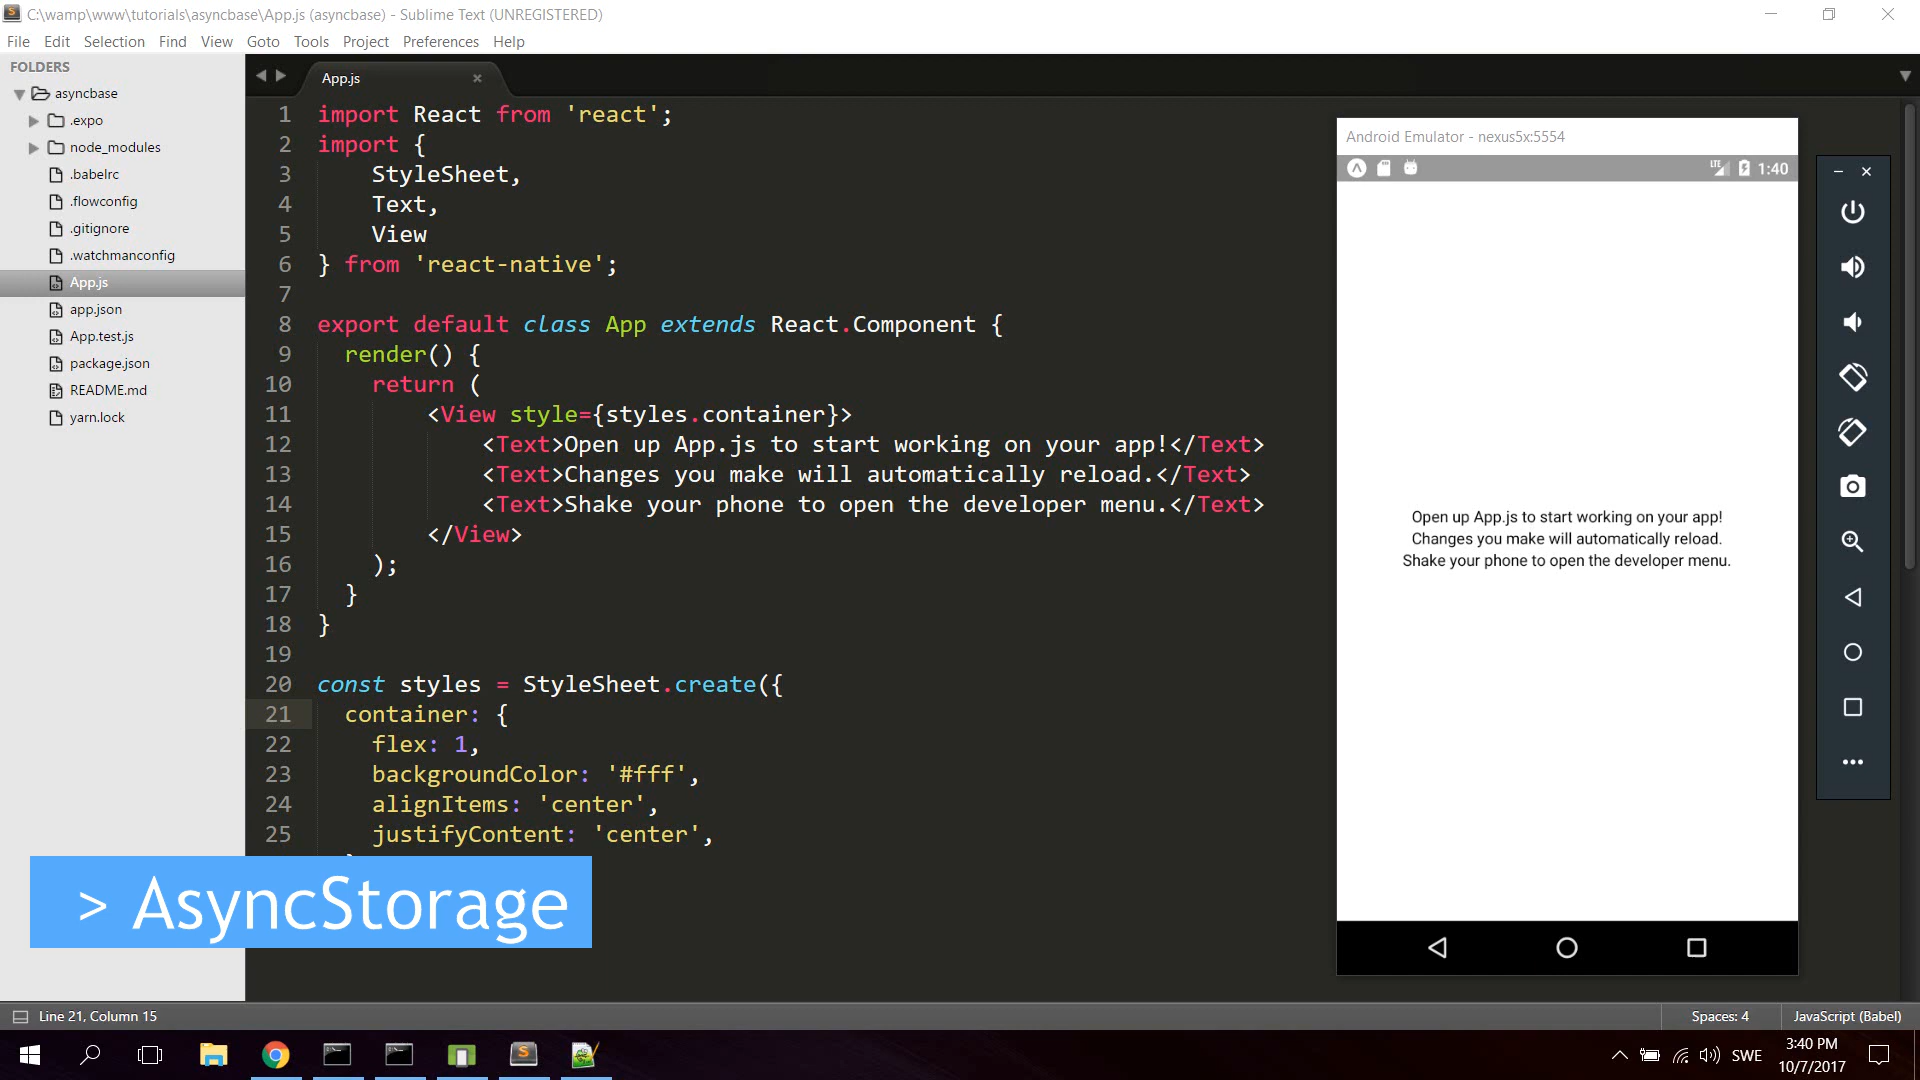 C:\wamp\www\tutorials\asyncbase\App.js (asyncbase) - Sublime Text (UNREGISTERED)
File Edit Selection Find View Goto Tools Project Preferences Help
FOLDERS
asyncbase
.expo
node_modules
.babelrc
.flowconfig
.gitignore
.watchmanconfig
App.js
app.json
App.test.js
package.json
README.md
yarn.lock
App.js
1 import React from 'react';
2 import {
3 StyleSheet,
4 Text,
5 View
6 } from 'react-native';
7
8 export default class App extends React.Component {
9 render() {
10 return (
11 <View style={styles.container}>
12 <Text>Open up App.js to start working on your app!</Text>
13 <Text>Changes you make will automatically reload.</Text>
14 <Text>Shake your phone to open the developer menu.</Text>
15 </View>
16 );
17 }
18 }
19
20 const styles = StyleSheet.create({
21 container: {
22 flex: 1,
23 backgroundColor: '#fff',
24 alignItems: 'center',
25 justifyContent: 'center',
> AsyncStorage
Android Emulator - nexus5x:5554
LTE 1:40
Open up App.js to start working on your app!
Changes you make will automatically reload.
Shake your phone to open the developer menu.
Line 21, Column 15
Spaces: 4
JavaScript (Babel)
SWE
3:40 PM
10/7/2017